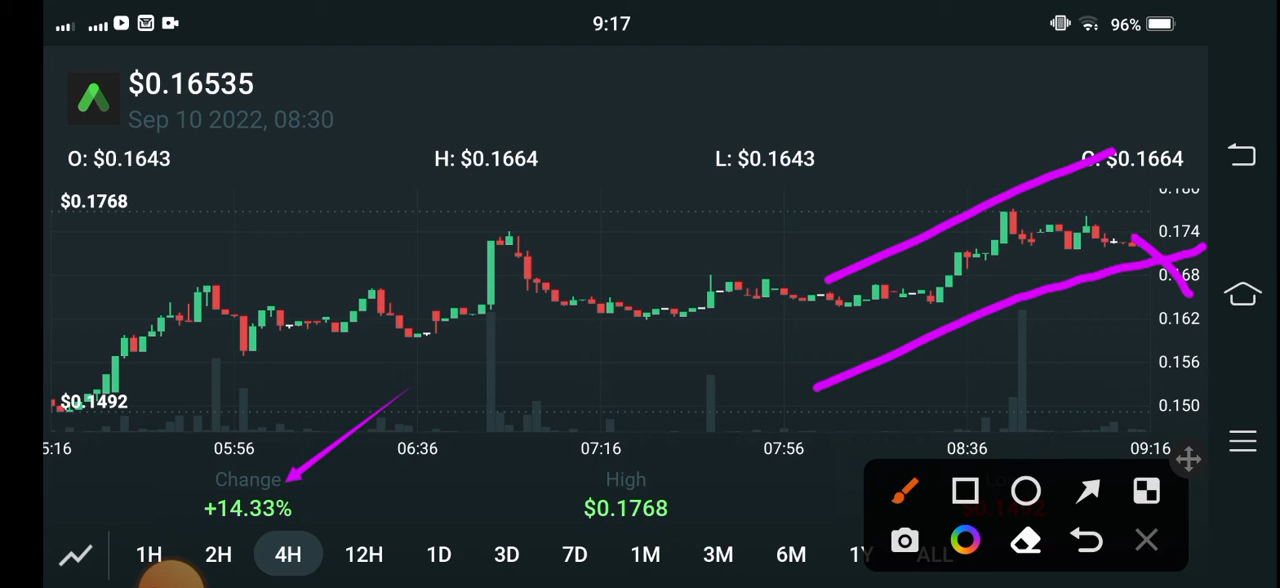 9:17
96%
$0.16535
Sep 10 2022, 08:30
O: $0.1643 H: $0.1664 L: $0.1643 C: $0.1664
$0.1768
0.180
0.174
0.168
0.162
0.156
$0.1492
0.150
5:16 05:56 06:36 07:16 07:56 08:36 09:16
Change High
+14.33% $0.1768
1H 2H 4H 12H 1D 3D 7D 1M 3M 6M 1Y ALL